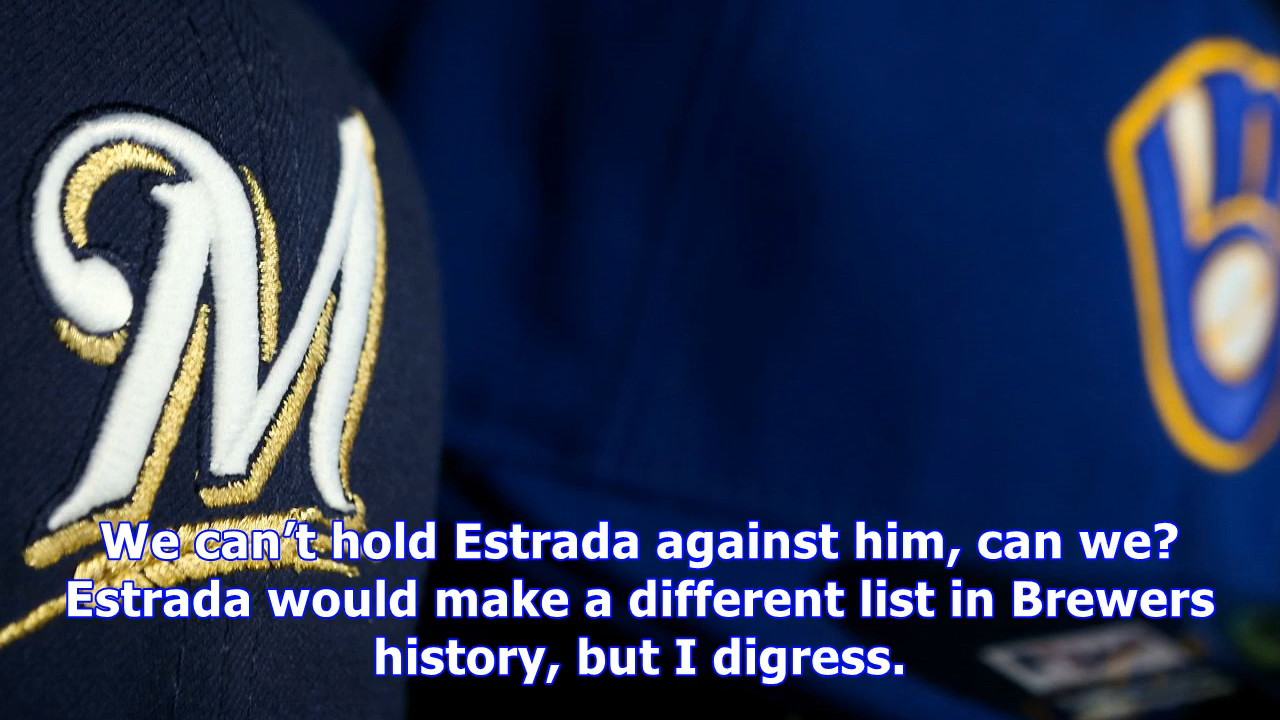 M
We can’t hold Estrada against him, can we?
Estrada would make a different list in Brewers
history, but I digress.